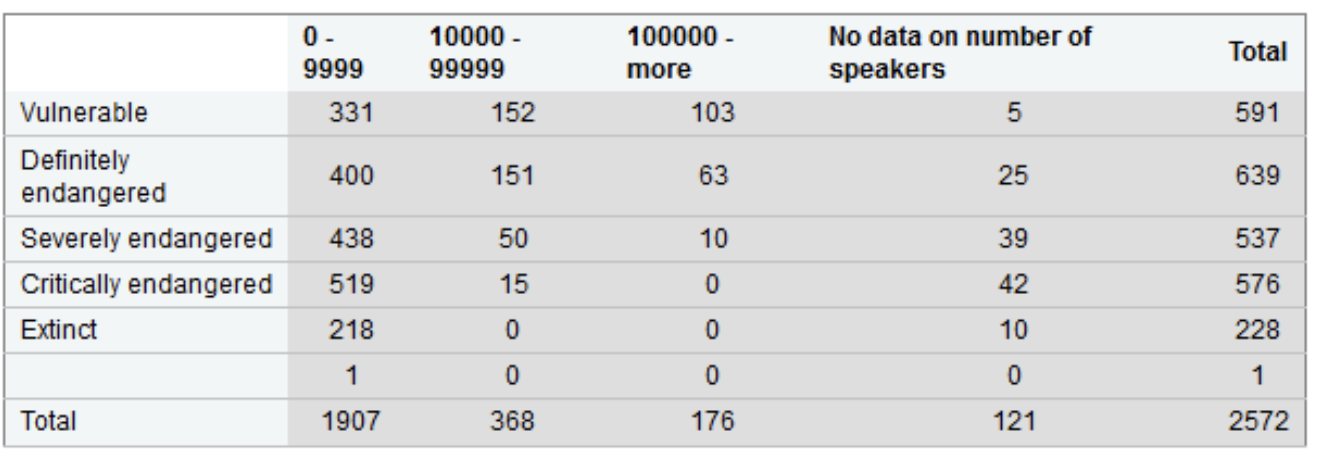 0 - 9999 10000 - 99999 100000 - more No data on number of speakers Total
Vulnerable 331 152 103 5 591
Definitely endangered 400 151 63 25 639
Severely endangered 438 50 10 39 537
Critically endangered 519 15 0 42 576
Extinct 218 0 0 10 228
1 0 0 0 1
Total 1907 368 176 121 2572